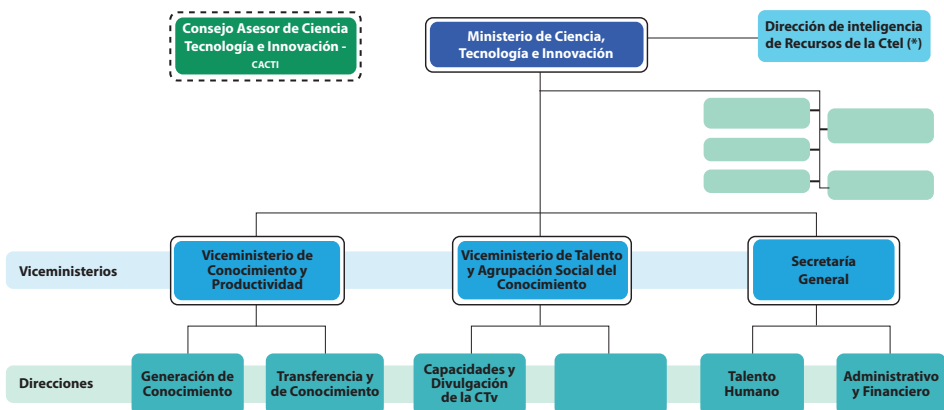 Consejo Asesor de Ciencia
Tecnología e Innovación -
CACTI
Ministerio de Ciencia,
Tecnología e Innovación
Dirección de inteligencia
de Recursos de la Ctel (*)
Viceministerios
Viceministerio de
Conocimiento y
Productividad
Viceministerio de Talento
y Agrupación Social del
Conocimiento
Secretaría
General
Direcciones
Generación de
Conocimiento
Transferencia y
de Conocimiento
Capacidades y
Divulgación
de la CTv
Talento
Humano
Administrativo
y Financiero